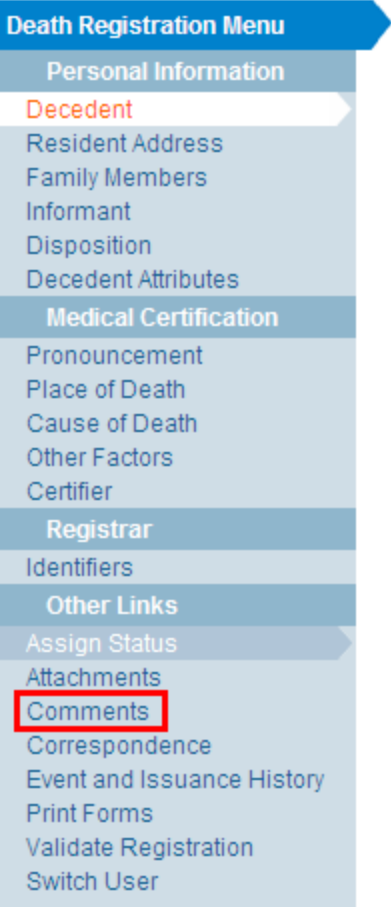 Death Registration Menu
Personal Information
Decedent
Resident Address
Family Members
Informant
Disposition
Decedent Attributes
Medical Certification
Pronouncement
Place of Death
Cause of Death
Other Factors
Certifier
Registrar
Identifiers
Other Links
Assign Status
Attachments
Comments
Correspondence
Event and Issuance History
Print Forms
Validate Registration
Switch User